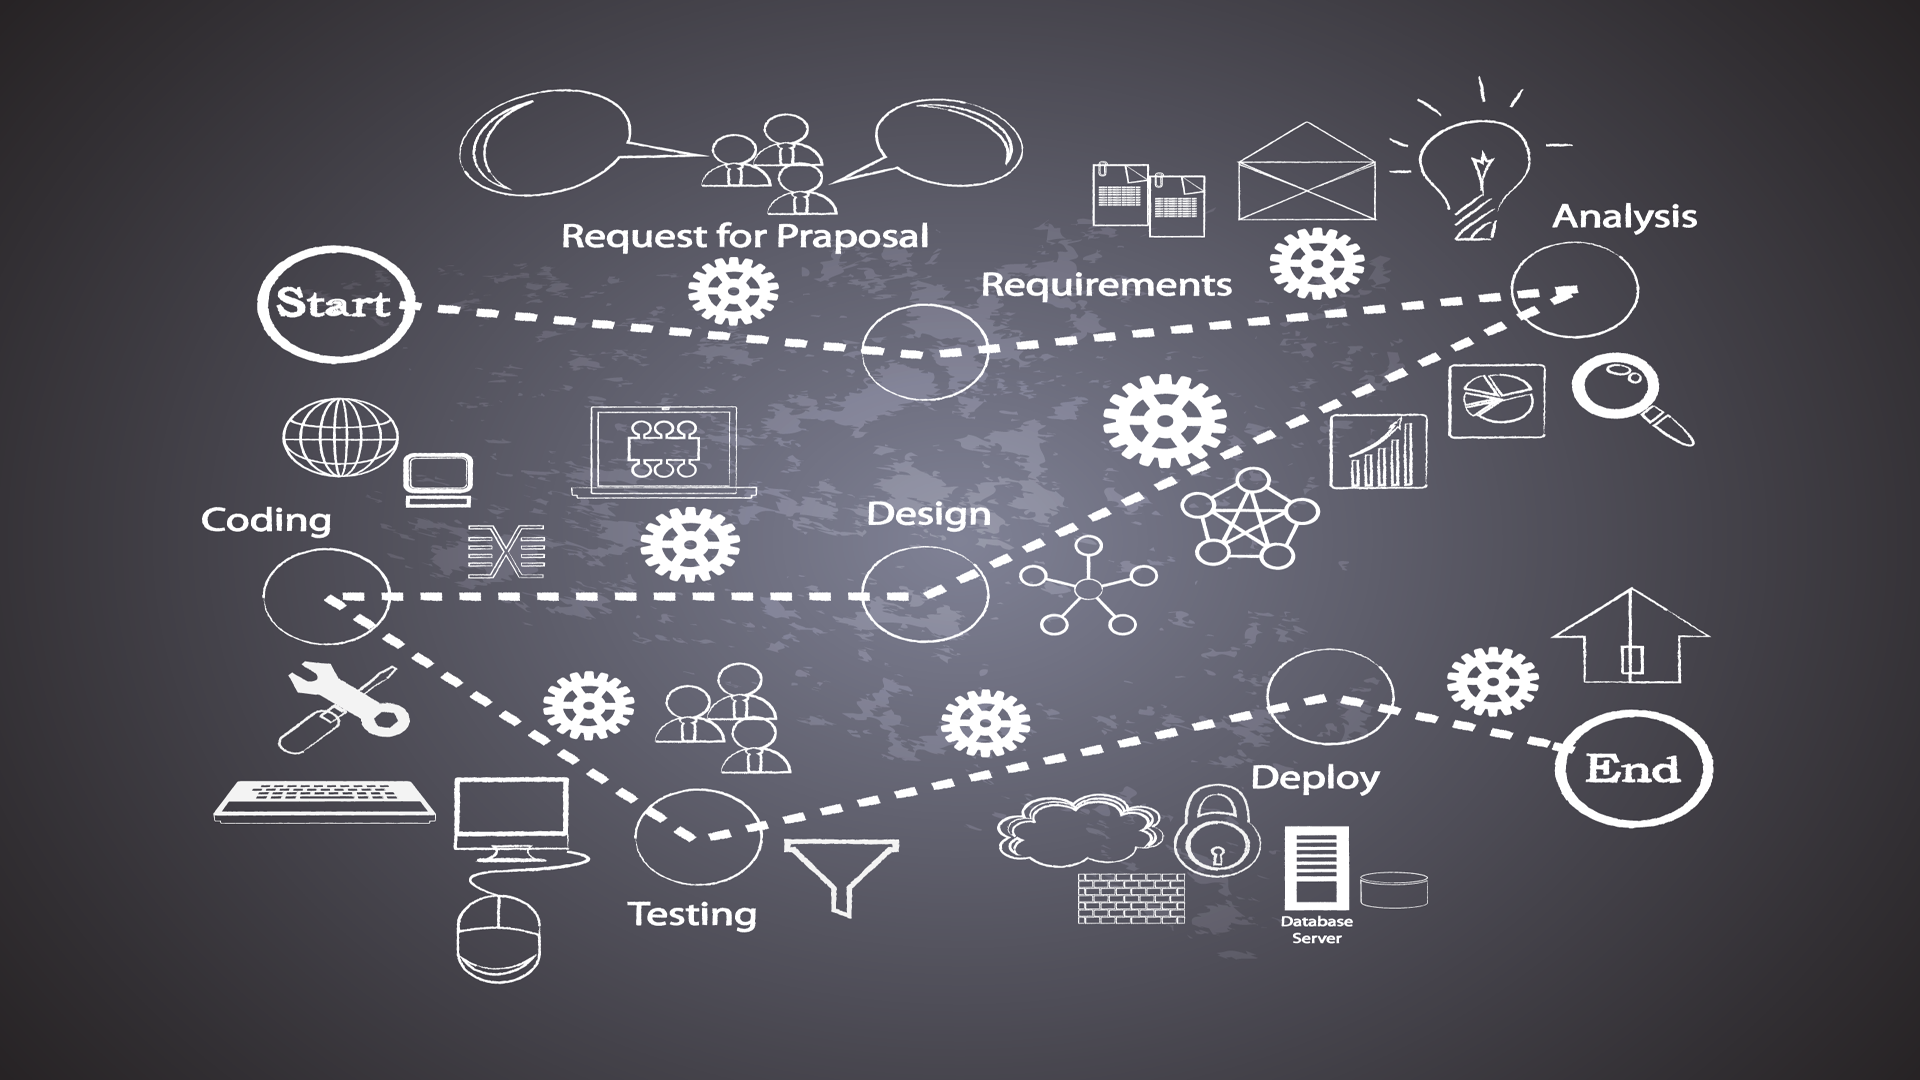 Request for Praposal
Start
Requirements
Analysis
Coding
Design
Testing
Deploy
End
Database
Server